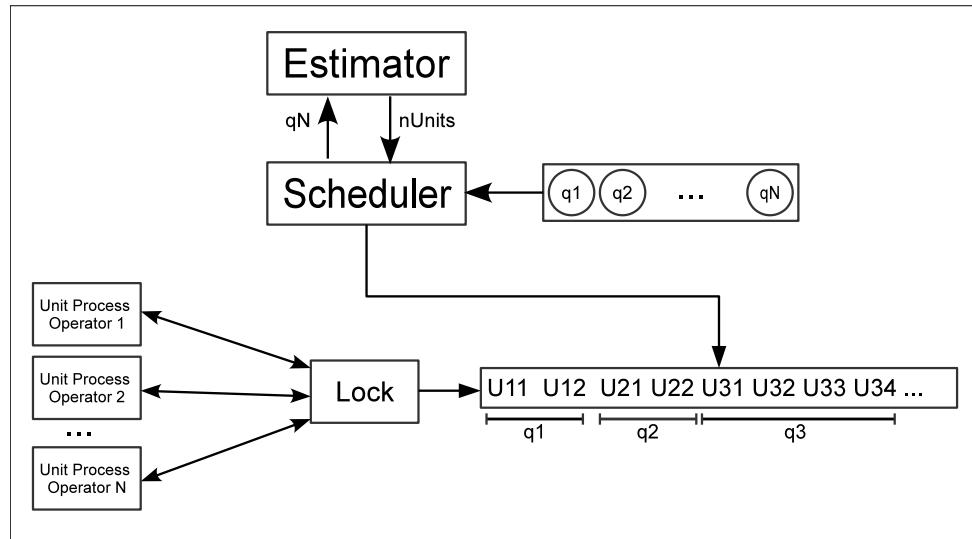 Estimator
qN
nUnits
Scheduler
q1 q2 ... qN
Unit Process
Operator 1
Unit Process
Operator 2
...
Unit Process
Operator N
Lock
U11 U12 U21 U22 U31 U32 U33 U34 ...
q1 q2 q3